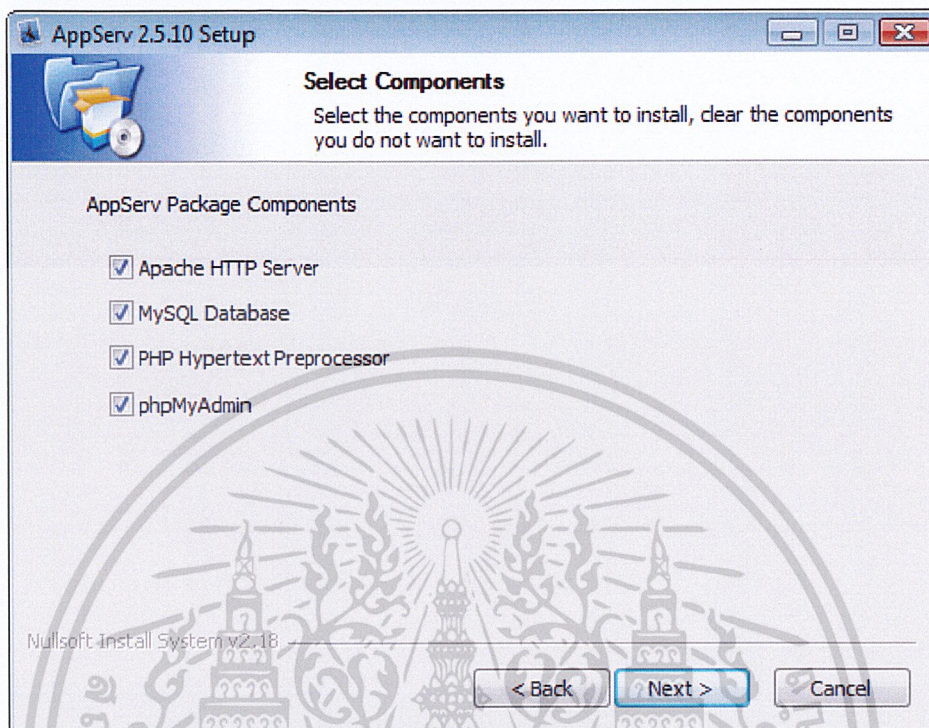 AppServ 2.5.10 Setup
Select Components
Select the components you want to install, clear the components
you do not want to install.
AppServ Package Components
Apache HTTP Server
MySQL Database
PHP Hypertext Preprocessor
phpMyAdmin
Nullsoft Install System v2.18
< Back
Next >
Cancel